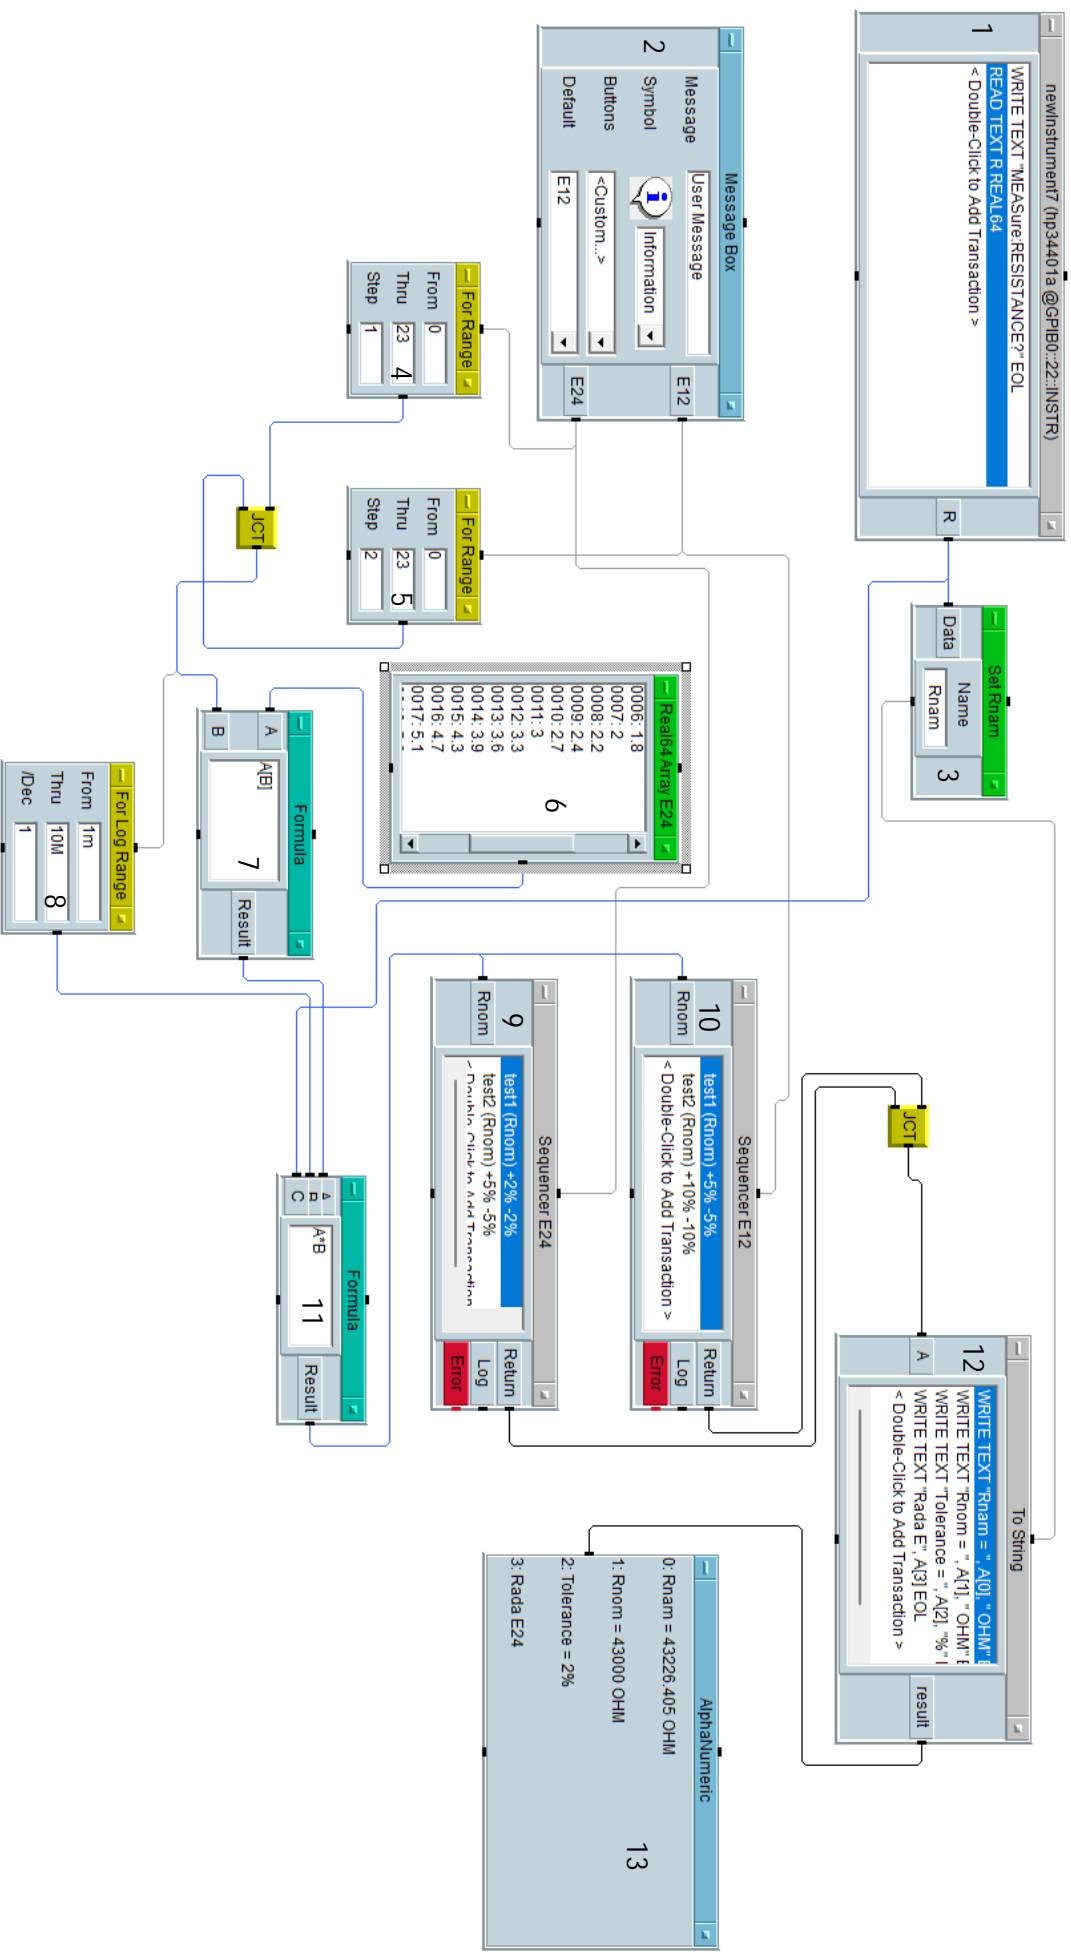 newInstrument7 (hp34401a @GPIB0::22::INSTR)
1
WRITE TEXT "MEASure:RESISTANCE?" EOL
READ TEXT R REAL64
< Double-Click to Add Transaction >
R
Set Rnam
Data
Name
Rnam
3
To String
12
A
WRITE TEXT "Rnam = ", A[0], " OHM"
WRITE TEXT "Rnom = ", A[1], " OHM"
WRITE TEXT "Tolerance = ", A[2], "%"
WRITE TEXT "Rada E", A[3] EOL
< Double-Click to Add Transaction >
result
JCT
Message Box
2
Message
User Message
Symbol
Information
Buttons
<Custom...>
Default
E12
E12
E24
Sequencer E12
10
Rnom
test1 (Rnom) +5% -5%
test2 (Rnom) +10% -10%
< Double-Click to Add Transaction >
Return
Log
Error
AlphaNumeric
0: Rnam = 43226.405 OHM
1: Rnom = 43000 OHM
2: Tolerance = 2%
3: Rada E24
13
Real64 Array E24
0006: 1.8
0007: 2
0008: 2.2
0009: 2.4
0010: 2.7
0011: 3
0012: 3.3
0013: 3.6
0014: 3.9
0015: 4.3
0016: 4.7
0017: 5.1
6
Sequencer E24
9
Rnom
test1 (Rnom) +2% -2%
test2 (Rnom) +5% -5%
< Double-Click to Add Transaction
Return
Log
Error
For Range
From 0
Thru 23
Step 1
4
For Range
From 0
Thru 23
Step 2
5
JCT
Formula
A
B
A[B]
7
Result
Formula
A
B
C
A*B
11
Result
For Log Range
From 1m
Thru 10M
/Dec 1
8